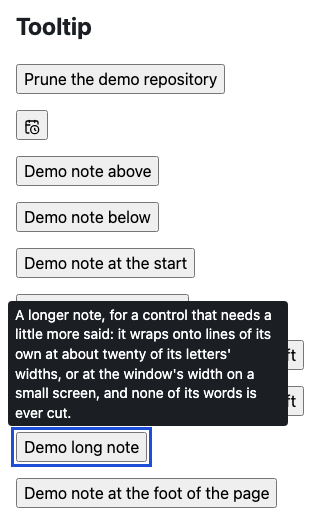 Tooltip
Prune the demo repository
Demo note above
Demo note below
Demo note at the start
A longer note, for a control that needs a
little more said: it wraps onto lines of its
own at about twenty of its letters'
widths, or at the window's width on a
small screen, and none of its words is
ever cut.
Demo long note
Demo note at the foot of the page